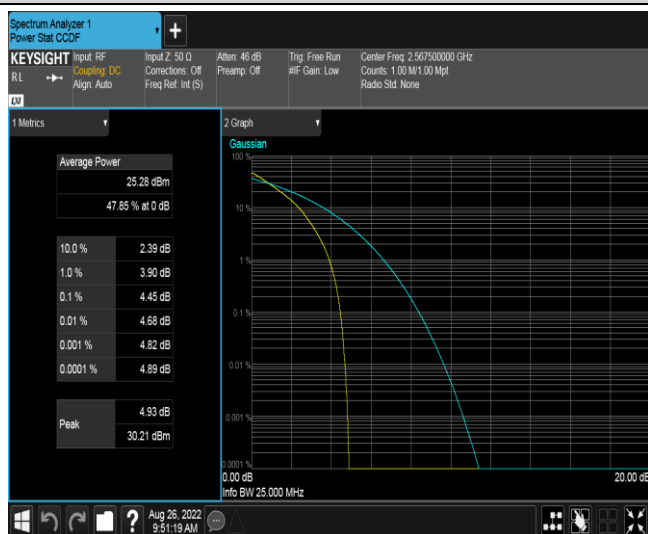 Spectrum Analyzer 1
Power Stat CCDF
+
KEYSIGHT
RL
LXI
Input: RF
Coupling: DC
Align: Auto
Input Z: 50 Ω
Corrections: Off
Freq Ref: Int (S)
Atten: 46 dB
Preamp: Off
Trig: Free Run
#IF Gain: Low
Center Freq: 2.567500000 GHz
Counts: 1.00 M/1.00 Mpt
Radio Std: None
1 Metrics
Average Power
25.28 dBm
47.85 % at 0 dB
10.0 % 2.39 dB
1.0 % 3.90 dB
0.1 % 4.45 dB
0.01 % 4.68 dB
0.001 % 4.82 dB
0.0001 % 4.89 dB
Peak
4.93 dB
30.21 dBm
2 Graph
Gaussian
100 %
10 %
1 %
0.1 %
0.01 %
0.001 %
0.0001 %
0.00 dB
20.00 dB
Info BW 25.000 MHz
?
Aug 26, 2022
9:51:19 AM